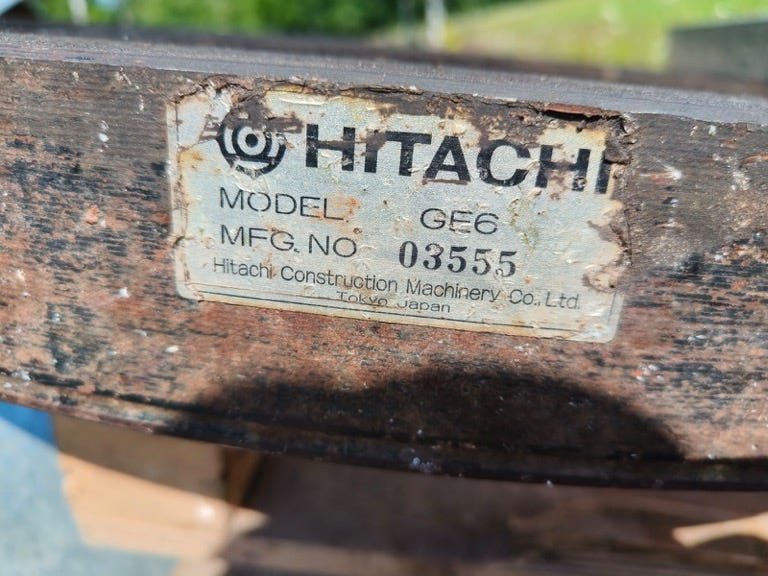 HITACHI
MODEL GE6
MFG. NO 03555
Hitachi Construction Machinery Co., Ltd.
Tokyo Japan